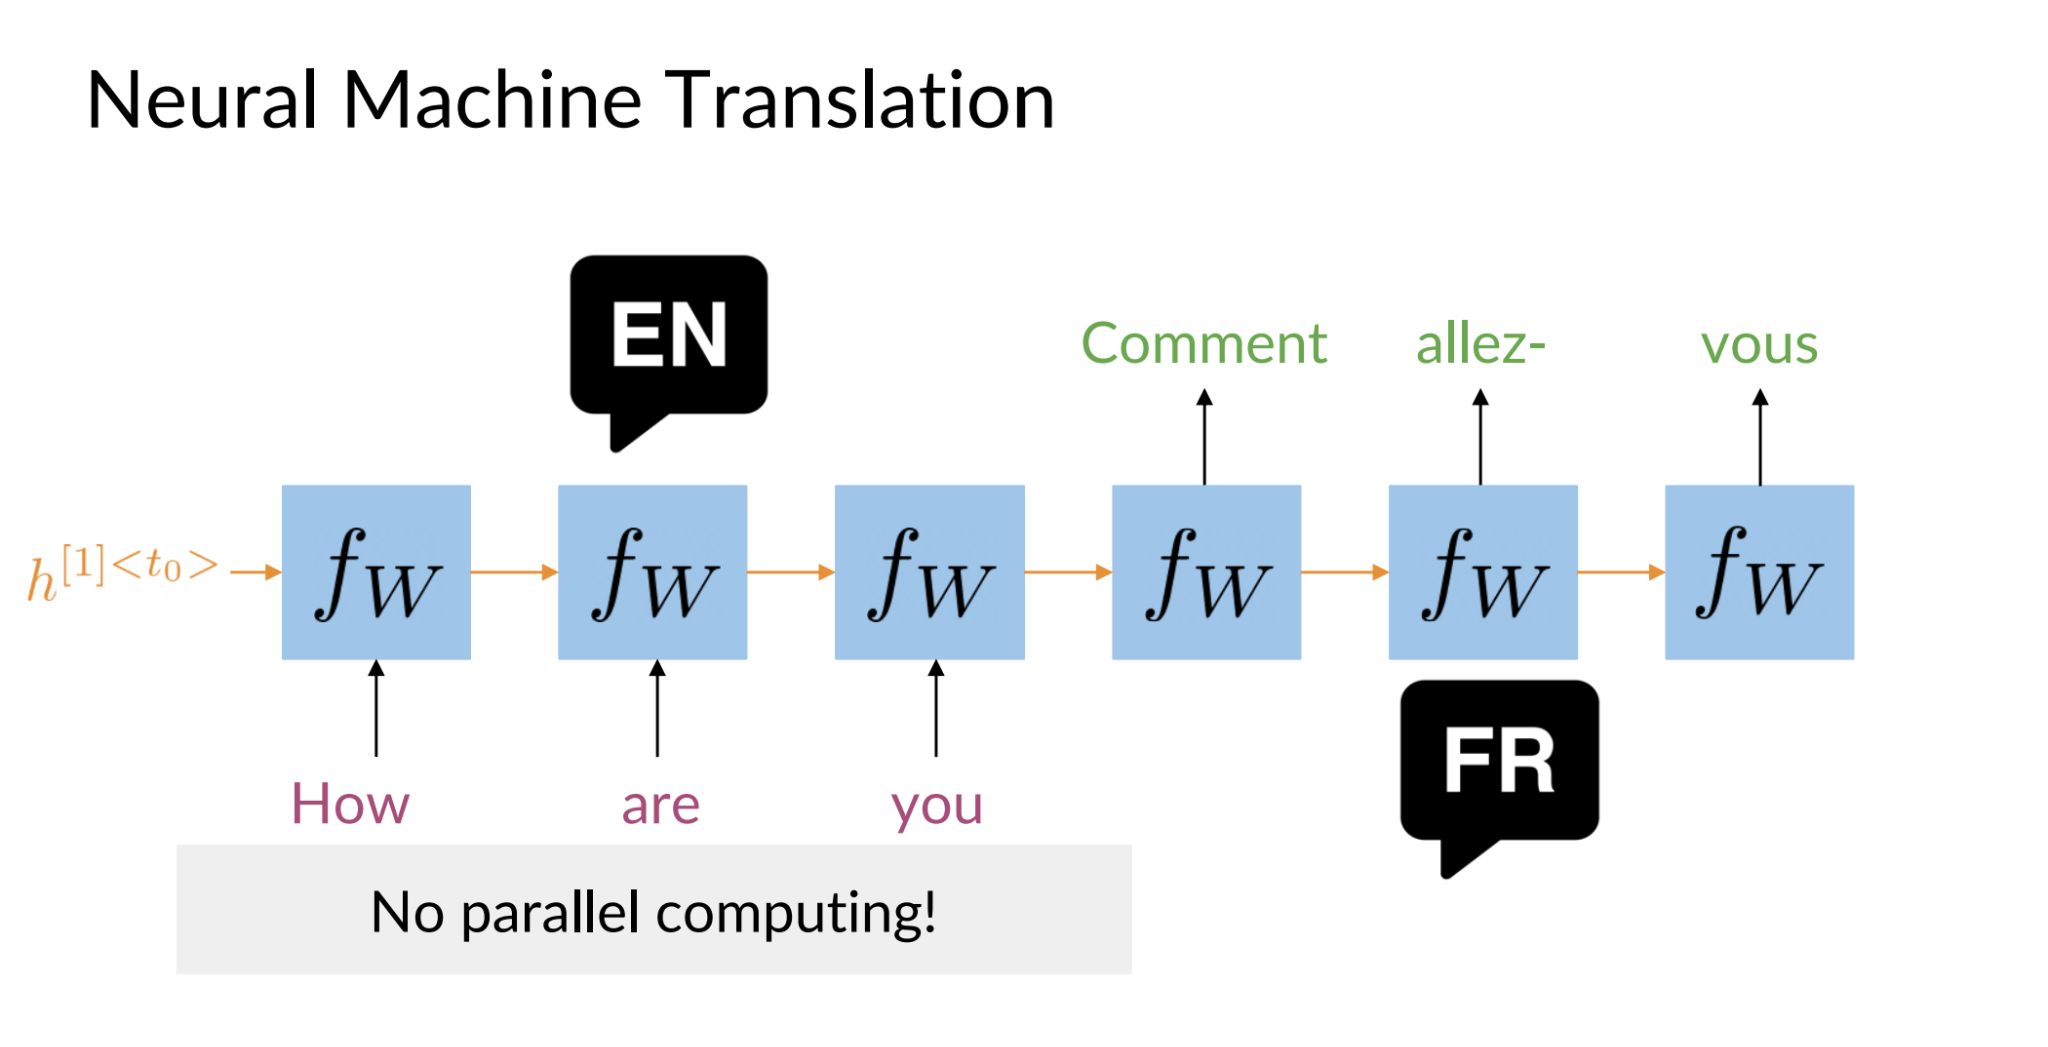 Neural Machine Translation
EN
Comment allez- vous
h^{[1]<t_0>} f_W f_W f_W f_W f_W f_W
FR
How are you
No parallel computing!